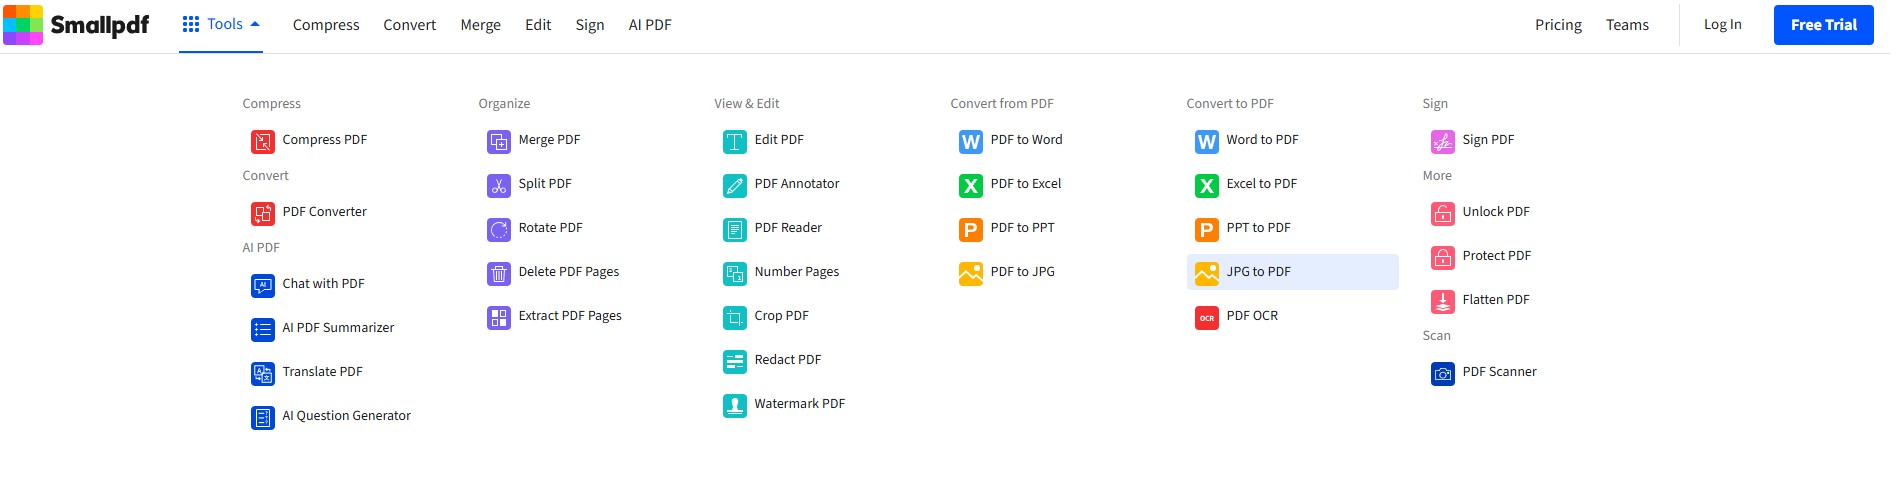 Smallpdf
Tools
Compress
Convert
Merge
Edit
Sign
AI PDF
Pricing
Teams
Log In
Free Trial
Compress
Compress PDF
Convert
PDF Converter
AI PDF
Chat with PDF
AI PDF Summarizer
Translate PDF
AI Question Generator
Organize
Merge PDF
Split PDF
Rotate PDF
Delete PDF Pages
Extract PDF Pages
View & Edit
Edit PDF
PDF Annotator
PDF Reader
Number Pages
Crop PDF
Redact PDF
Watermark PDF
Convert from PDF
W PDF to Word
X PDF to Excel
P PDF to PPT
PDF to JPG
Convert to PDF
W Word to PDF
X Excel to PDF
P PPT to PDF
JPG to PDF
OCR PDF OCR
Sign
Sign PDF
More
Unlock PDF
Protect PDF
Flatten PDF
Scan
PDF Scanner